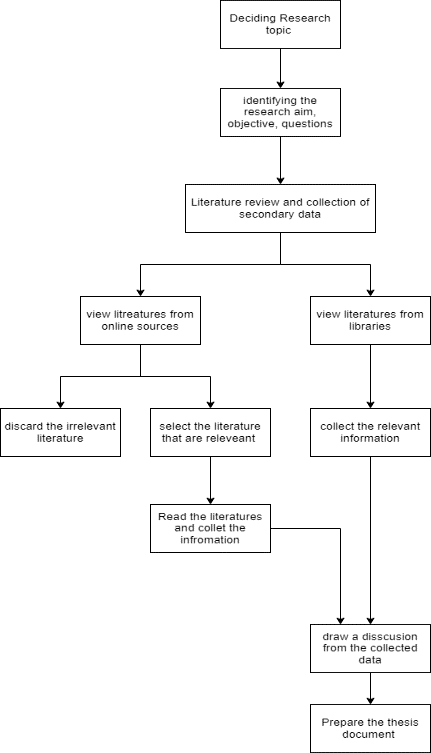 Deciding Research
topic
identifying the
research aim,
objective, questions
Literature review and collection of
secondary data
view litreatures from
online sources
view literatures from
libraries
discard the irrelevant
literature
select the literature
that are releveant
collect the relevant
information
Read the literatures
and collet the
infromation
draw a disscusion
from the collected
data
Prepare the thesis
document